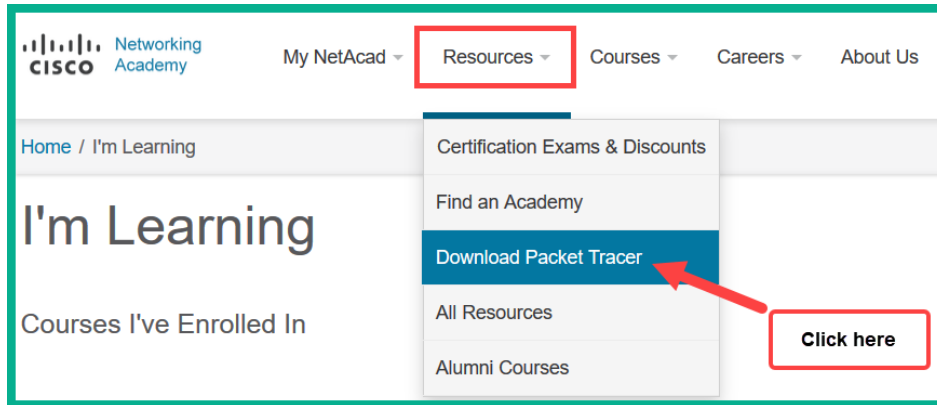 Networking
CISCO Academy My NetAcad Resources Courses Careers About Us
Home / I'm Learning
Certification Exams & Discounts
I'm Learning
Find an Academy
Download Packet Tracer
Courses I've Enrolled In
All Resources
Click here
Alumni Courses